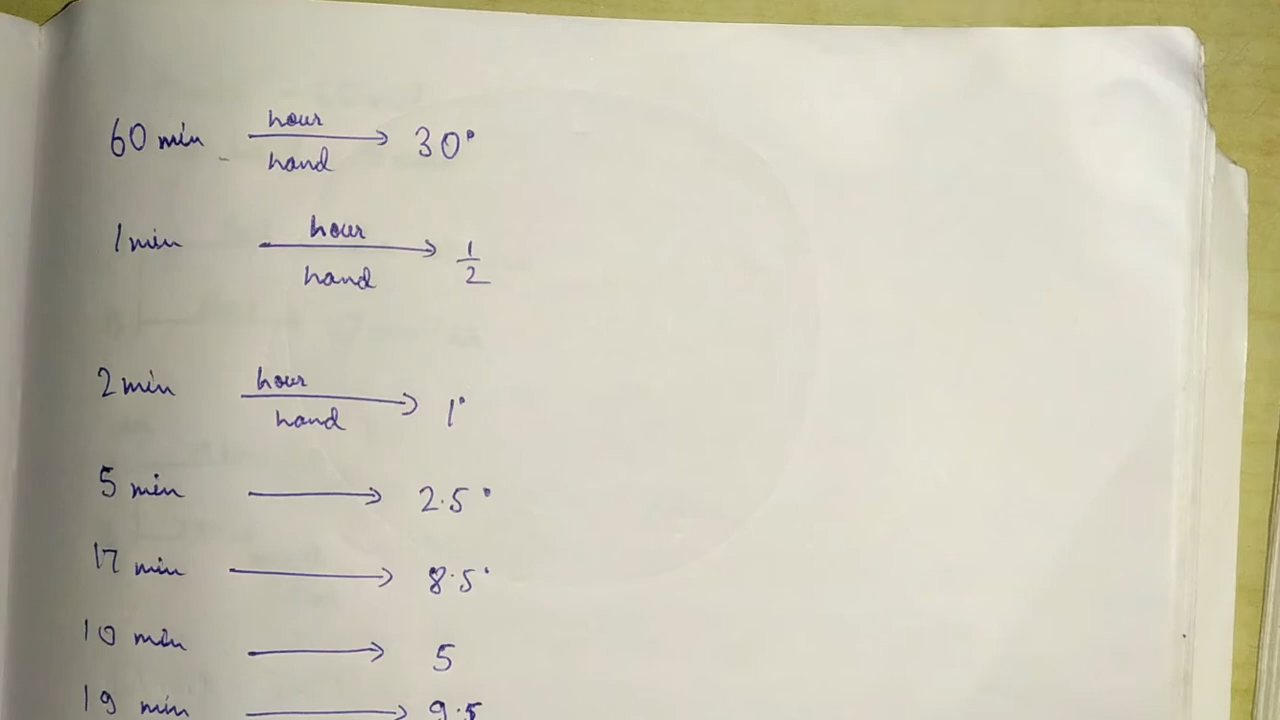 60 min hour hand → 30°
1 min hour hand → 1/2
2 min hour hand → 1°
5 min → 2.5°
17 min → 8.5°
10 min → 5
19 min → 9.5